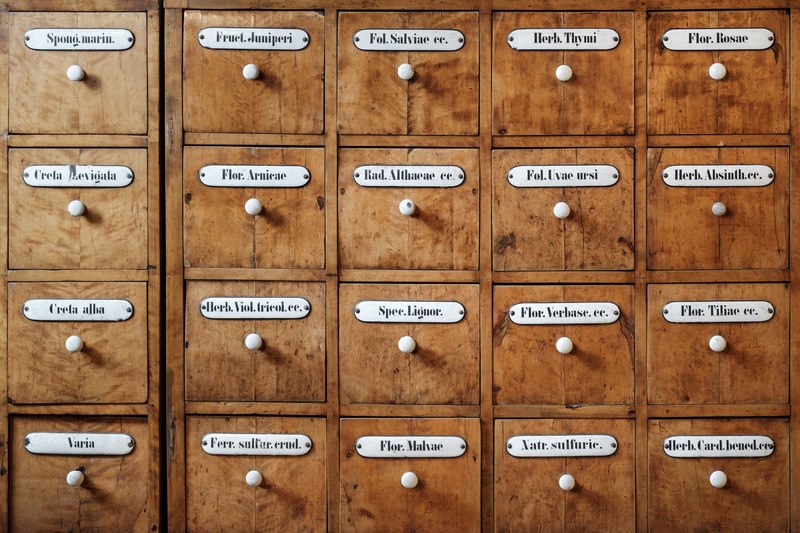 Spong.marin.
Fruct.Juniperi
Fol.Salviae cc.
Herb.Thymi
Flor.Rosae
Creta Levigata
Flor.Arnicae
Rad.Althaeae cc.
Fol.Uvae ursi
Herb.Absinth.cc.
Creta alba
Herb.Viol.tricol.cc.
Spec.Lignor.
Flor.Verbasc.cc.
Flor.Tiliae cc.
Varia
Ferr.sulfur.crud.
Flor.Malvae
Natr.sulfuric.
Herb.Card.bened.cc